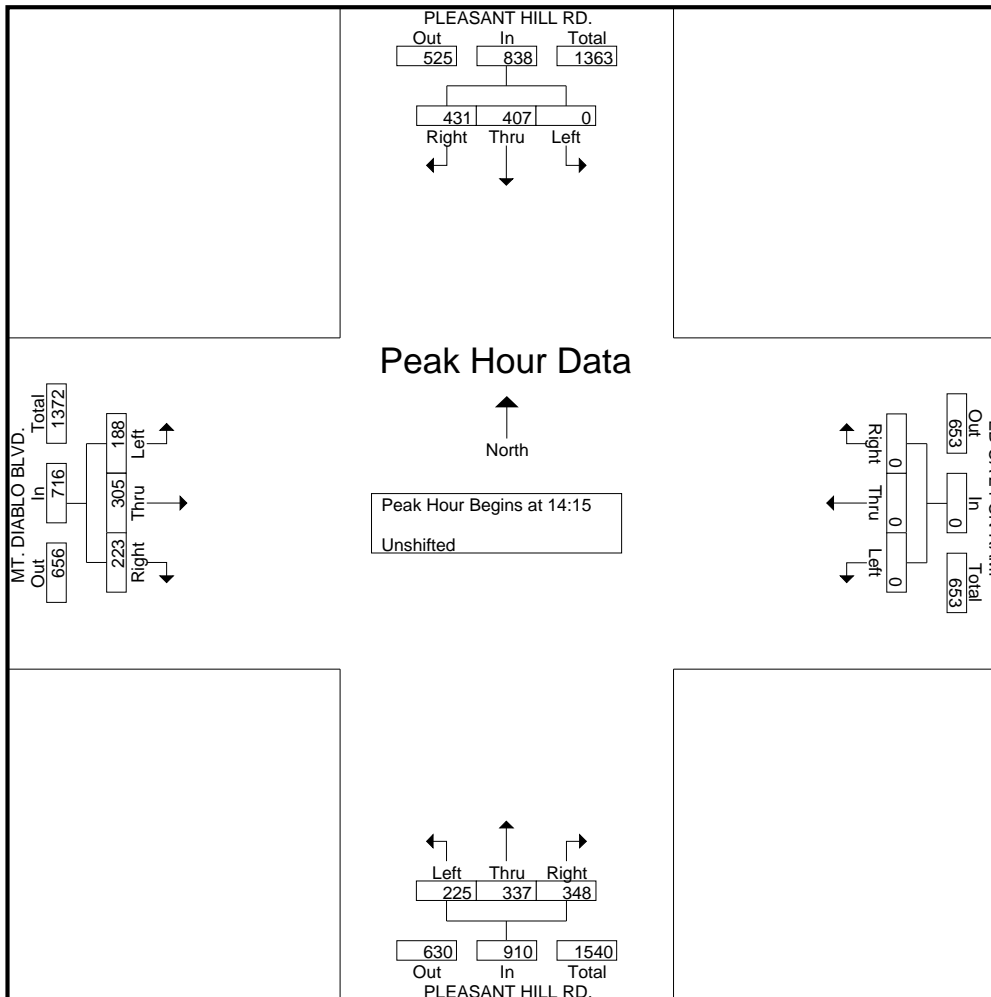 PLEASANT HILL RD.
Out In Total
525 838 1363
431 407 0
Right Thru Left
Peak Hour Data
North
Peak Hour Begins at 14:15
Unshifted
MT. DIABLO BLVD.
Total In Out
1372 716 656
188 305 223
Left Thru Right
Out In Total
653 0 653
0 0 0
Right Thru Left
Left Thru Right
225 337 348
630 910 1540
Out In Total
PLEASANT HILL RD.